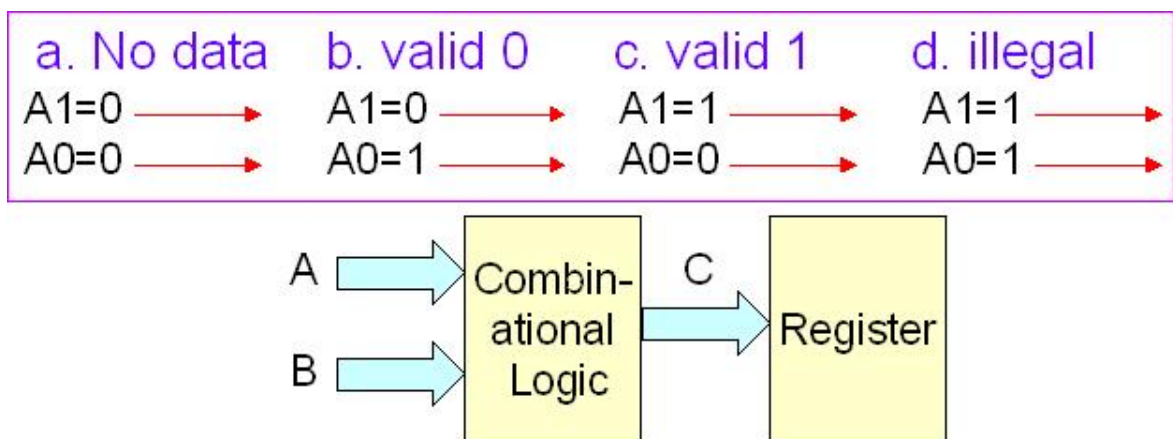 a. No data b. valid 0 c. valid 1 d. illegal
A1=0 A1=0 A1=1 A1=1
A0=0 A0=1 A0=0 A0=1
A
B
Combin-
ational
Logic
C
Register